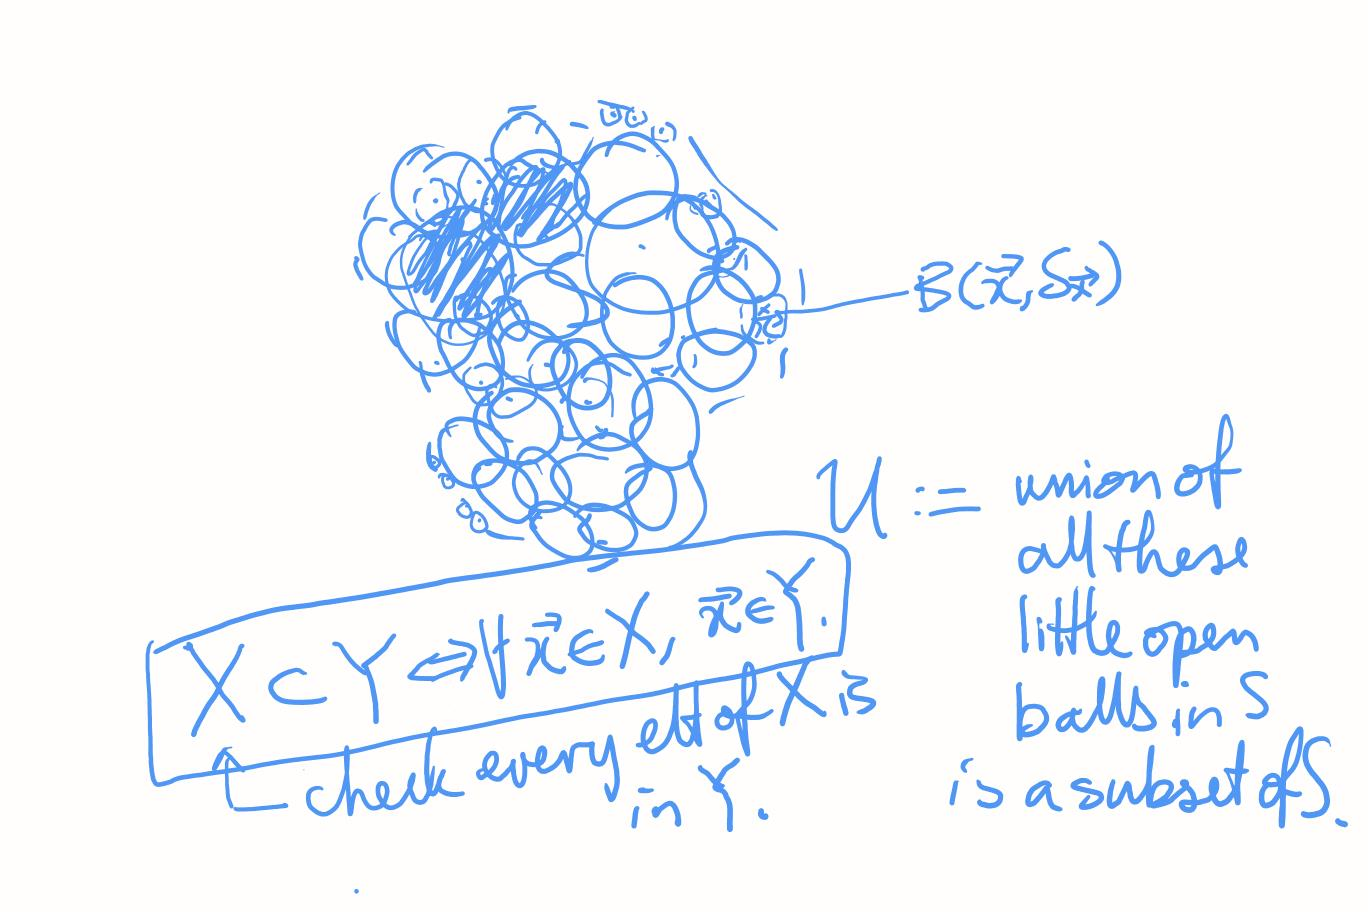 B(x⃗, δx⃗)
U := union of
all these
little open
balls in S
is a subset of S.
X ⊂ Y ⟺ ∀ x⃗ ∈ X, x⃗ ∈ Y.
check every elt of X is
in Y.